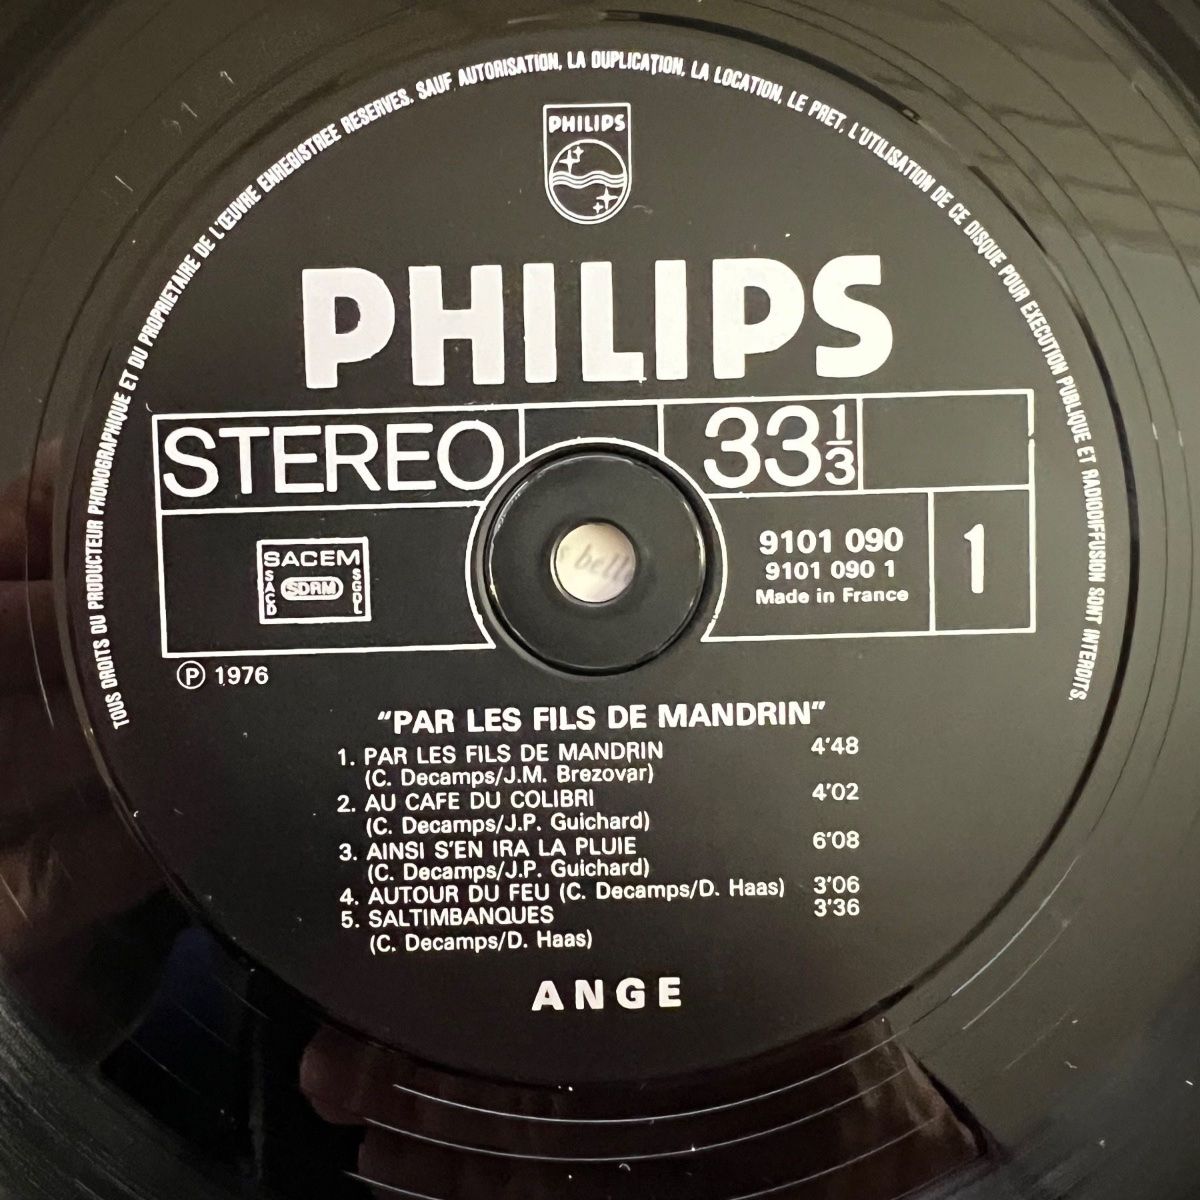 TOUS DROITS DU PRODUCTEUR PHONOGRAPHIQUE ET DU PROPRIETAIRE DE L'ŒUVRE ENREGISTREE RESERVES. SAUF AUTORISATION, LA DUPLICATION, LA LOCATION, LE PRET, L'UTILISATION DE CE DISQUE POUR EXECUTION PUBLIQUE ET RADIODIFFUSION SONT INTERDITS.
PHILIPS
PHILIPS
STEREO 33 1/3
SACEM
SACD SDRM SGDL
9101 090
9101 090 1
Made in France
1
Ⓟ 1976
"PAR LES FILS DE MANDRIN"
1. PAR LES FILS DE MANDRIN 4'48
(C. Decamps/J.M. Brezovar)
2. AU CAFE DU COLIBRI 4'02
(C. Decamps/J.P. Guichard)
3. AINSI S'EN IRA LA PLUIE 6'08
(C. Decamps/J.P. Guichard)
4. AUTOUR DU FEU (C. Decamps/D. Haas) 3'06
5. SALTIMBANQUES 3'36
(C. Decamps/D. Haas)
ANGE